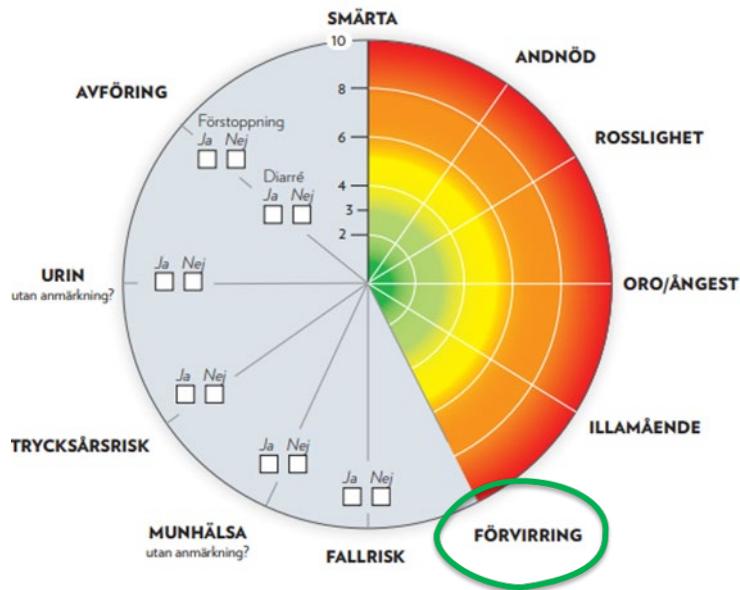 SMÄRTA
10
ANDNÖD
8
AVFÖRING
Förstoppning
Ja Nej
6
ROSSLIGHET
Diarré
Ja Nej
4
3
2
URIN
utan anmärkning?
Ja Nej
ORO/ÅNGEST
Ja Nej
TRYCKSÅRSRISK
ILLAMÅENDE
Ja Nej
Ja Nej
MUNHÄLSA
utan anmärkning?
FALLRISK
FÖRVIRRING